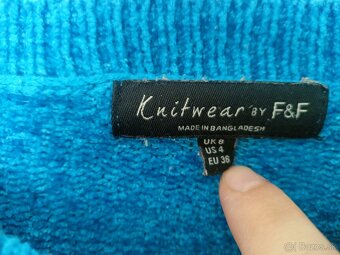 Knitwear BY F&F
MADE IN BANGLADESH
UK 8
US 4
EU 36